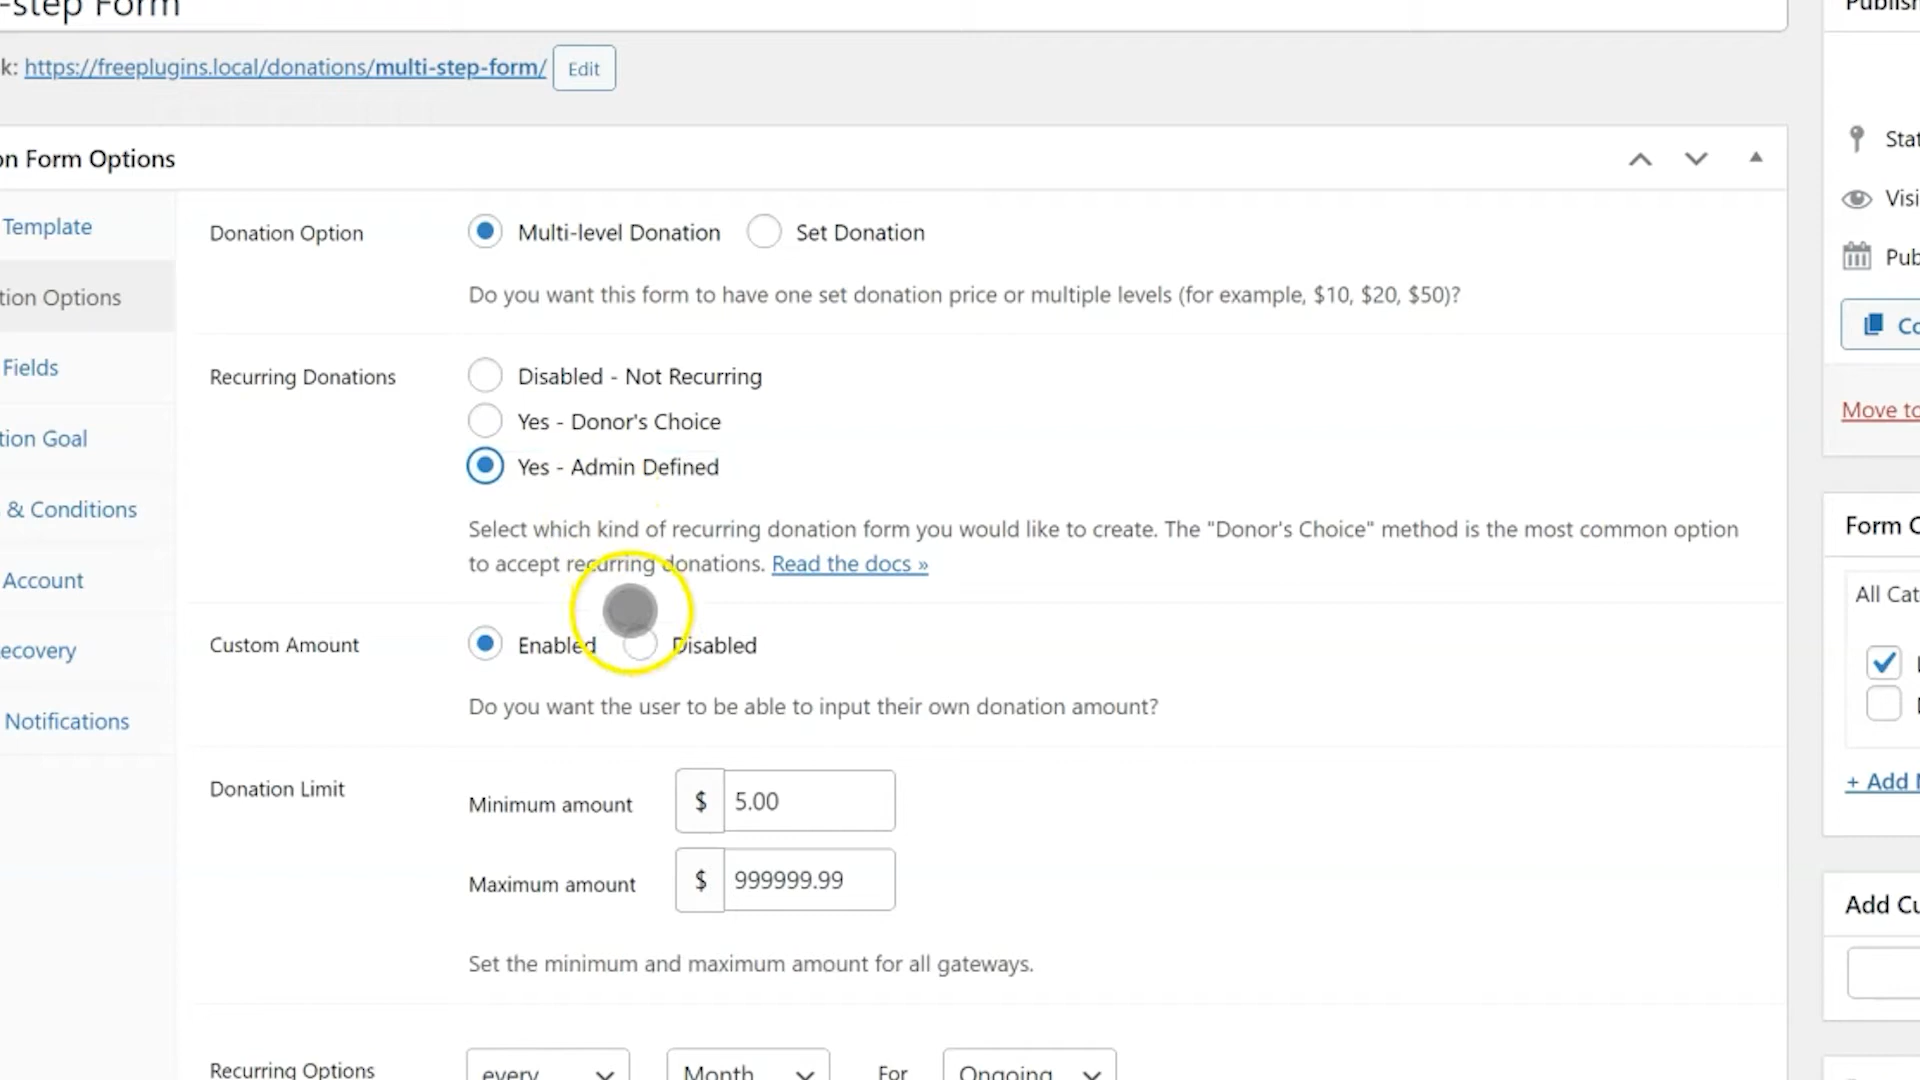 -step Form
Publish
k: https://freeplugins.local/donations/multi-step-form/ Edit
on Form Options
Template
tion Options
Fields
tion Goal
& Conditions
Account
ecovery
Notifications
Donation Option
Multi-level Donation Set Donation
Do you want this form to have one set donation price or multiple levels (for example, $10, $20, $50)?
Recurring Donations
Disabled - Not Recurring
Yes - Donor's Choice
Yes - Admin Defined
Select which kind of recurring donation form you would like to create. The "Donor's Choice" method is the most common option
to accept recurring donations. Read the docs »
Custom Amount
Enabled Disabled
Do you want the user to be able to input their own donation amount?
Donation Limit
Minimum amount $ 5.00
Maximum amount $ 999999.99
Set the minimum and maximum amount for all gateways.
Recurring Options every Month For Ongoing
Stat
Visi
Pub
Co
Move to
Form C
All Cat
+ Add
Add Cu